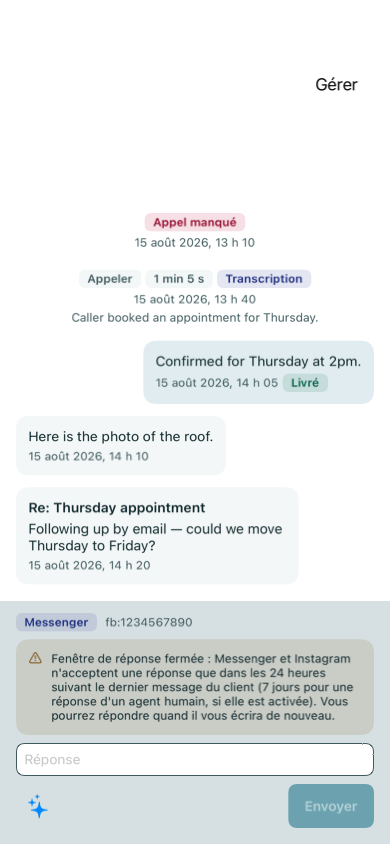 Gérer
Appel manqué
15 août 2026, 13 h 10
Appeler 1 min 5 s Transcription
15 août 2026, 13 h 40
Caller booked an appointment for Thursday.
Confirmed for Thursday at 2pm.
15 août 2026, 14 h 05 Livré
Here is the photo of the roof.
15 août 2026, 14 h 10
Re: Thursday appointment
Following up by email — could we move
Thursday to Friday?
15 août 2026, 14 h 20
Messenger fb:1234567890
Fenêtre de réponse fermée : Messenger et Instagram
n'acceptent une réponse que dans les 24 heures
suivant le dernier message du client (7 jours pour une
réponse d'un agent humain, si elle est activée). Vous
pourrez répondre quand il vous écrira de nouveau.
Réponse
Envoyer